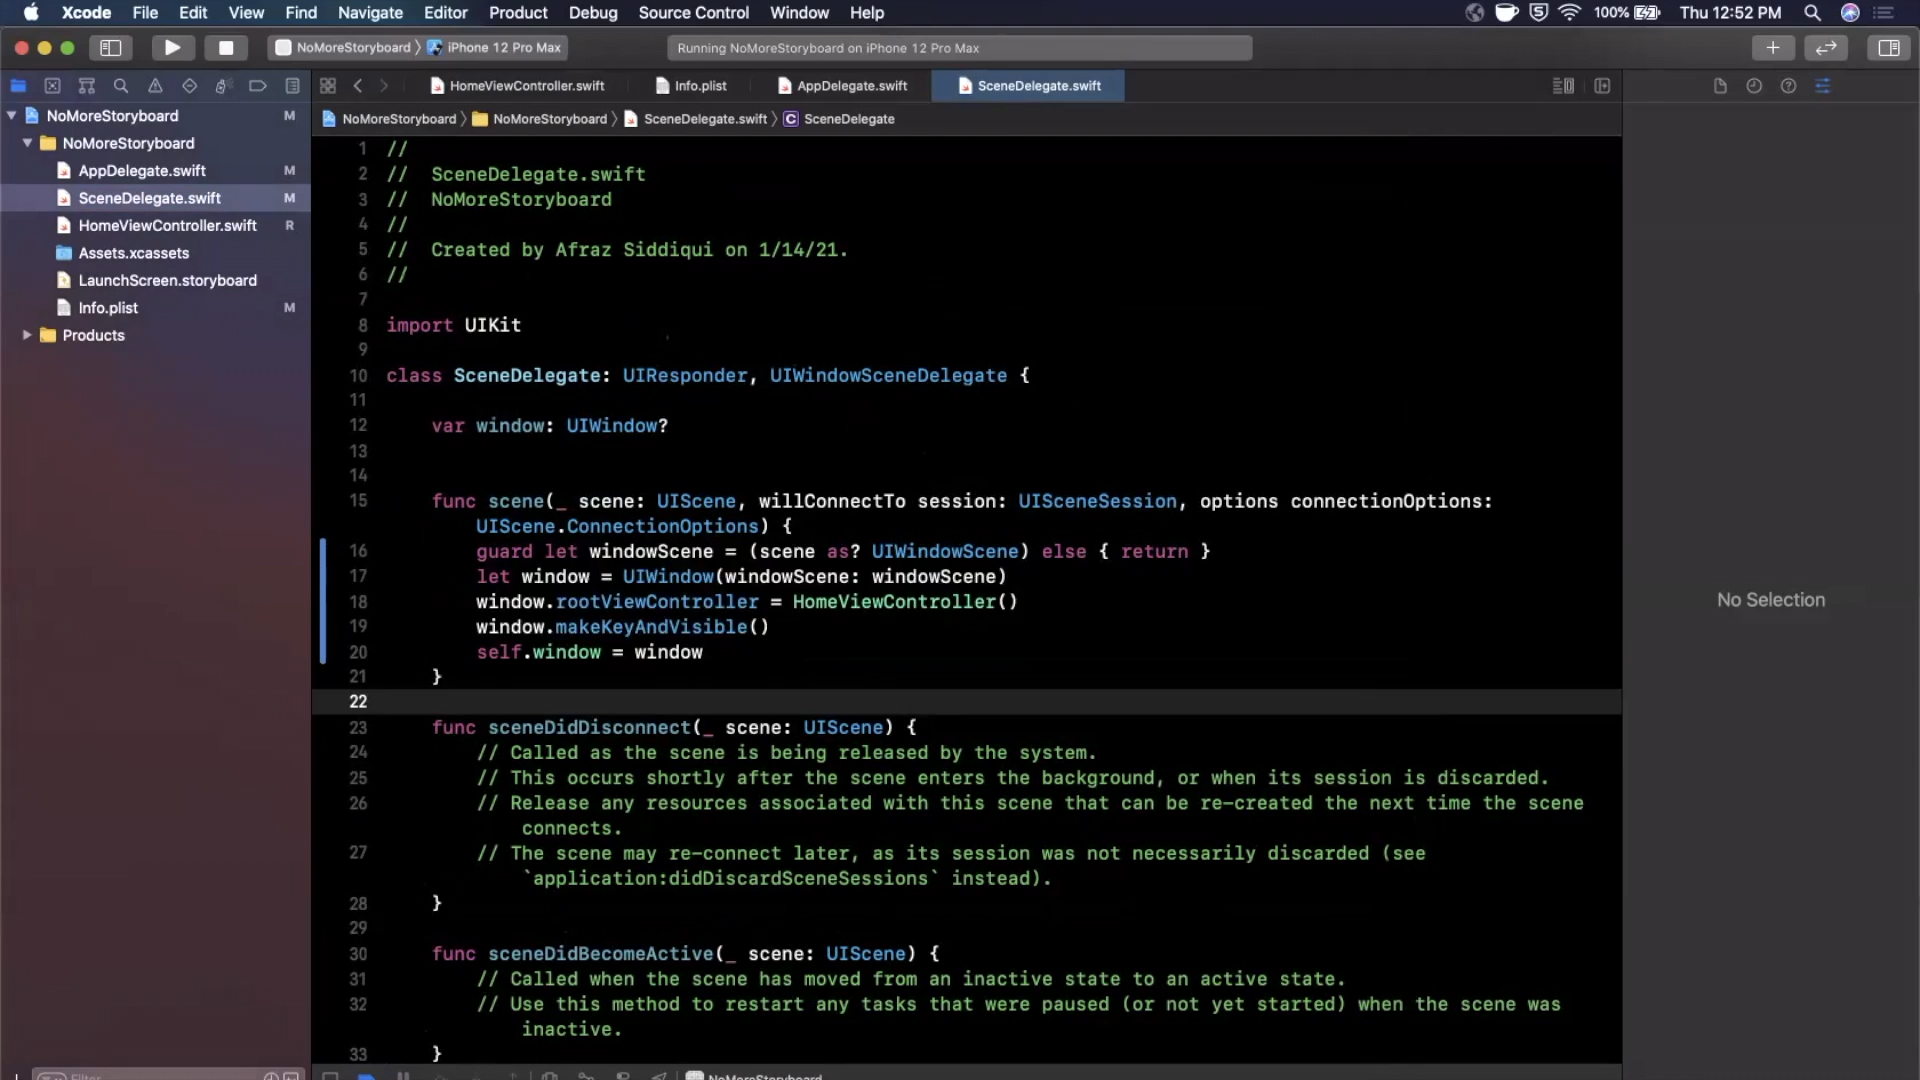 Xcode File Edit View Find Navigate Editor Product Debug Source Control Window Help 100% Thu 12:52 PM
NoMoreStoryboard iPhone 12 Pro Max Running NoMoreStoryboard on iPhone 12 Pro Max
HomeViewController.swift Info.plist AppDelegate.swift SceneDelegate.swift
NoMoreStoryboard NoMoreStoryboard SceneDelegate.swift C SceneDelegate
NoMoreStoryboard M
NoMoreStoryboard
AppDelegate.swift M
SceneDelegate.swift M
HomeViewController.swift R
Assets.xcassets
LaunchScreen.storyboard
Info.plist M
Products
1 //
2 // SceneDelegate.swift
3 // NoMoreStoryboard
4 //
5 // Created by Afraz Siddiqui on 1/14/21.
6 //
7
8 import UIKit
9
10 class SceneDelegate: UIResponder, UIWindowSceneDelegate {
11
12 var window: UIWindow?
13
14
15 func scene(_ scene: UIScene, willConnectTo session: UISceneSession, options connectionOptions:
UIScene.ConnectionOptions) {
16 guard let windowScene = (scene as? UIWindowScene) else { return }
17 let window = UIWindow(windowScene: windowScene)
18 window.rootViewController = HomeViewController()
19 window.makeKeyAndVisible()
20 self.window = window
21 }
22
23 func sceneDidDisconnect(_ scene: UIScene) {
24 // Called as the scene is being released by the system.
25 // This occurs shortly after the scene enters the background, or when its session is discarded.
26 // Release any resources associated with this scene that can be re-created the next time the scene
connects.
27 // The scene may re-connect later, as its session was not necessarily discarded (see
`application:didDiscardSceneSessions` instead).
28 }
29
30 func sceneDidBecomeActive(_ scene: UIScene) {
31 // Called when the scene has moved from an inactive state to an active state.
32 // Use this method to restart any tasks that were paused (or not yet started) when the scene was
inactive.
33 }
No Selection
Filter
NoMoreStoryboard